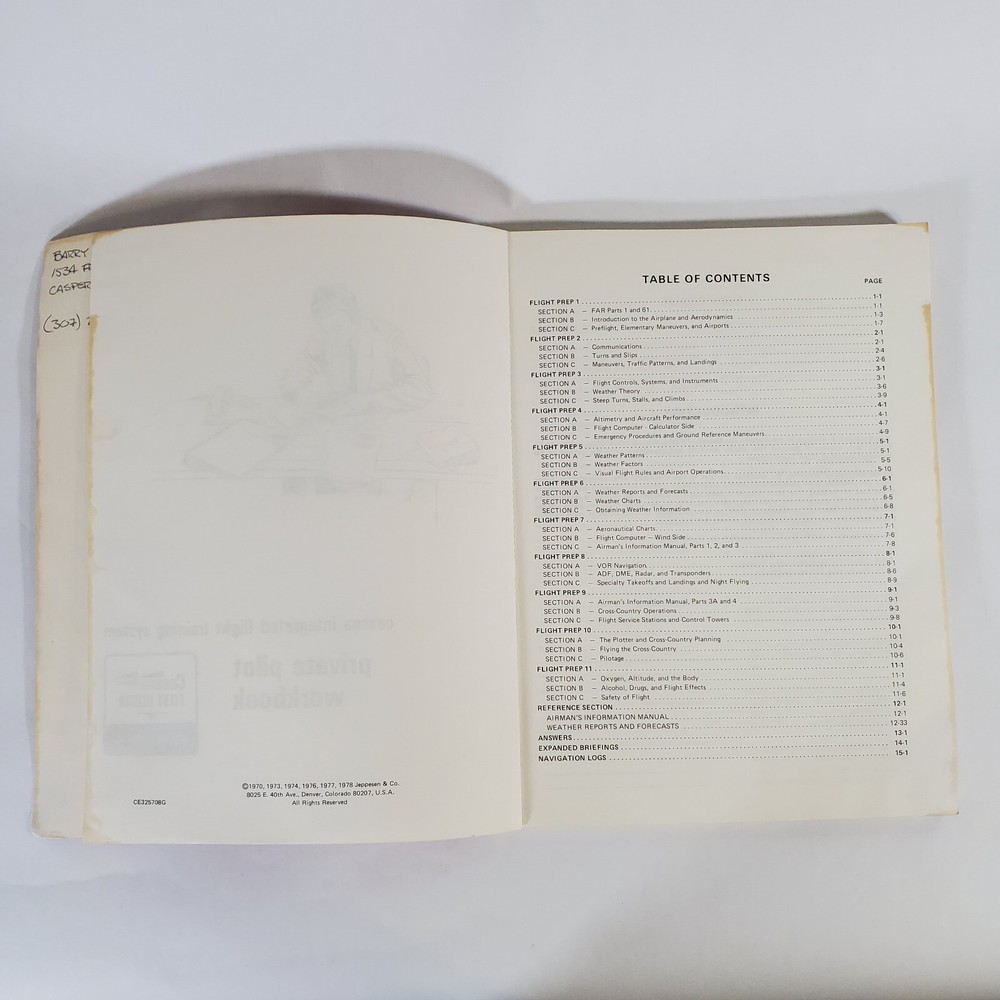 BARRY
1534
CASPER
(307)
private pilot
workbook
©1970, 1973, 1974, 1976, 1977, 1978 Jeppesen & Co.
8025 E. 40th Ave., Denver, Colorado 80207, U.S.A.
All Rights Reserved
CE325708G
TABLE OF CONTENTS
PAGE
FLIGHT PREP 1 1-1
SECTION A — FAR Parts 1 and 61 1-1
SECTION B — Introduction to the Airplane and Aerodynamics 1-3
SECTION C — Preflight, Elementary Maneuvers, and Airports 1-7
FLIGHT PREP 2 2-1
SECTION A — Communications 2-1
SECTION B — Turns and Slips 2-4
SECTION C — Maneuvers, Traffic Patterns, and Landings 2-6
FLIGHT PREP 3 3-1
SECTION A — Flight Controls, Systems, and Instruments 3-1
SECTION B — Weather Theory 3-6
SECTION C — Steep Turns, Stalls, and Climbs 3-9
FLIGHT PREP 4 4-1
SECTION A — Altimetry and Aircraft Performance 4-1
SECTION B — Flight Computer - Calculator Side 4-7
SECTION C — Emergency Procedures and Ground Reference Maneuvers 4-9
FLIGHT PREP 5 5-1
SECTION A — Weather Patterns 5-1
SECTION B — Weather Factors 5-5
SECTION C — Visual Flight Rules and Airport Operations 5-10
FLIGHT PREP 6 6-1
SECTION A — Weather Reports and Forecasts 6-1
SECTION B — Weather Charts 6-5
SECTION C — Obtaining Weather Information 6-8
FLIGHT PREP 7 7-1
SECTION A — Aeronautical Charts 7-1
SECTION B — Flight Computer — Wind Side 7-6
SECTION C — Airman's Information Manual, Parts 1, 2, and 3 7-8
FLIGHT PREP 8 8-1
SECTION A — VOR Navigation 8-1
SECTION B — ADF, DME, Radar, and Transponders 8-6
SECTION C — Specialty Takeoffs and Landings and Night Flying 8-9
FLIGHT PREP 9 9-1
SECTION A — Airman's Information Manual, Parts 3A and 4 9-1
SECTION B — Cross-Country Operations 9-3
SECTION C — Flight Service Stations and Control Towers 9-8
FLIGHT PREP 10 10-1
SECTION A — The Plotter and Cross-Country Planning 10-1
SECTION B — Flying the Cross-Country 10-4
SECTION C — Pilotage 10-6
FLIGHT PREP 11 11-1
SECTION A — Oxygen, Altitude, and the Body 11-1
SECTION B — Alcohol, Drugs, and Flight Effects 11-4
SECTION C — Safety of Flight 11-6
REFERENCE SECTION 12-1
AIRMAN'S INFORMATION MANUAL 12-1
WEATHER REPORTS AND FORECASTS 12-33
ANSWERS 13-1
EXPANDED BRIEFINGS 14-1
NAVIGATION LOGS 15-1